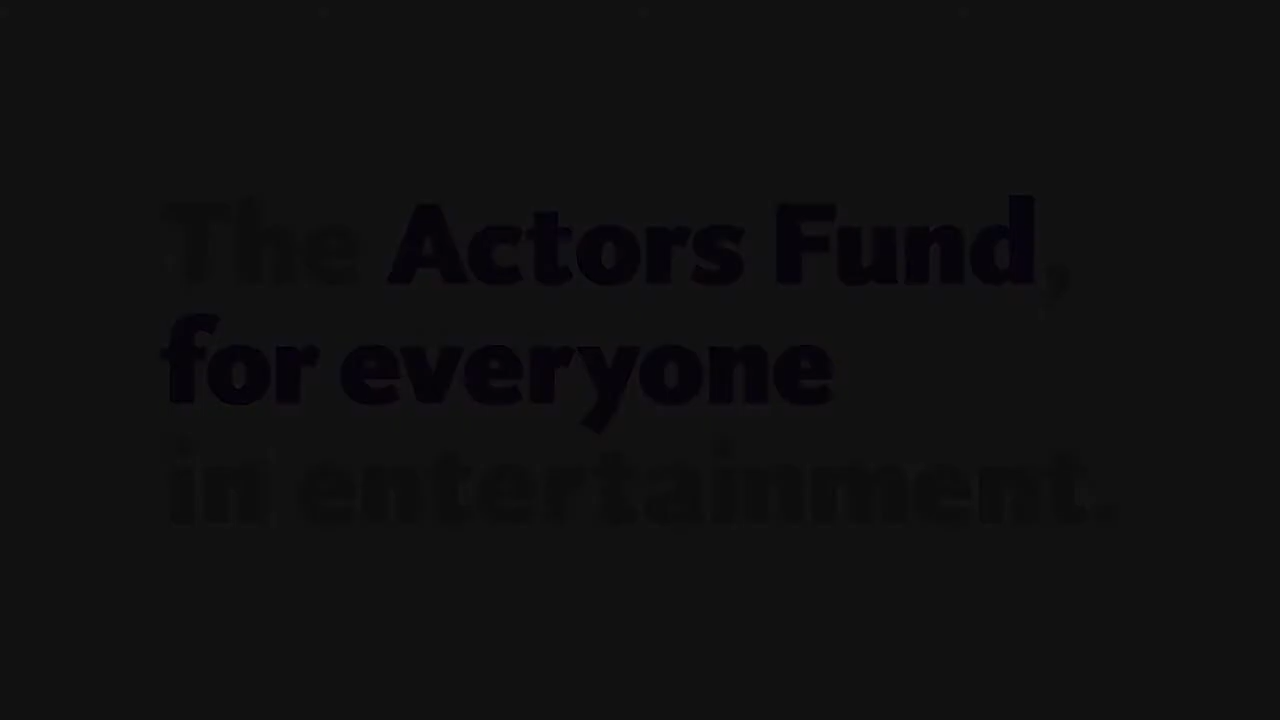 The Actors Fund,
for everyone
in entertainment.